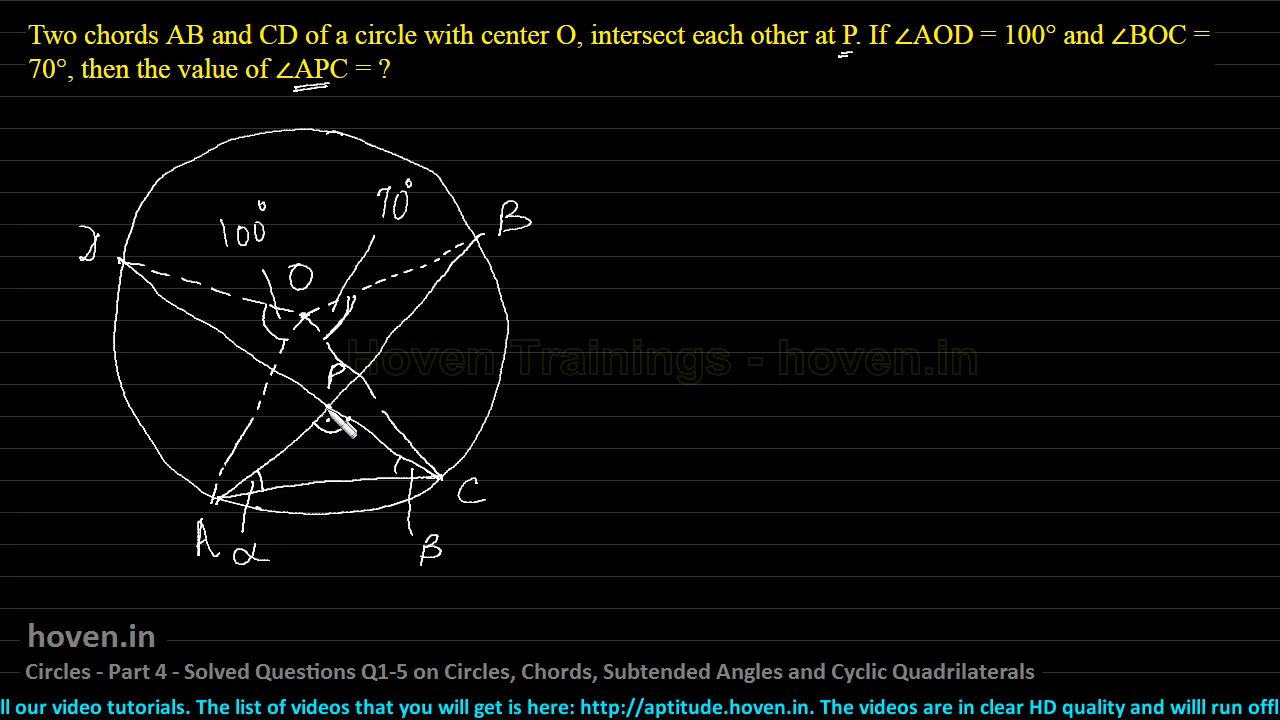 Two chords AB and CD of a circle with center O, intersect each other at P. If ∠AOD = 100° and ∠BOC =
70°, then the value of ∠APC = ?
70°
B
100°
D
O
Hoven Trainings - hoven.in
P
C
A
α
β
hoven.in
Circles - Part 4 - Solved Questions Q1-5 on Circles, Chords, Subtended Angles and Cyclic Quadrilaterals
ll our video tutorials. The list of videos that you will get is here: http://aptitude.hoven.in. The videos are in clear HD quality and willl run offl